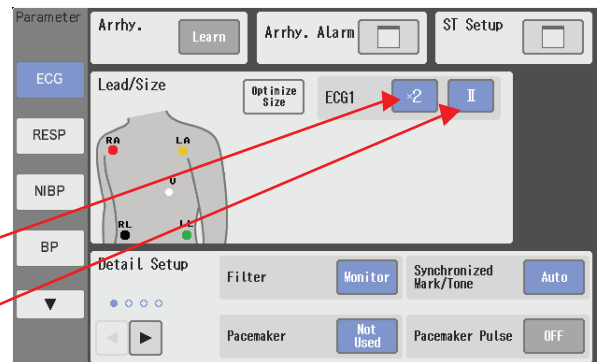 Parameter
ECG
RESP
NIBP
BP
▼
Arrhy.
Learn
Arrhy. Alarm
ST Setup
Lead/Size
Optimize
Size
ECG1
×2
Ⅱ
RA
LA
V
RL
LL
Detail Setup
Filter
Monitor
Synchronized
Mark/Tone
Auto
Pacemaker
Not
Used
Pacemaker Pulse
OFF